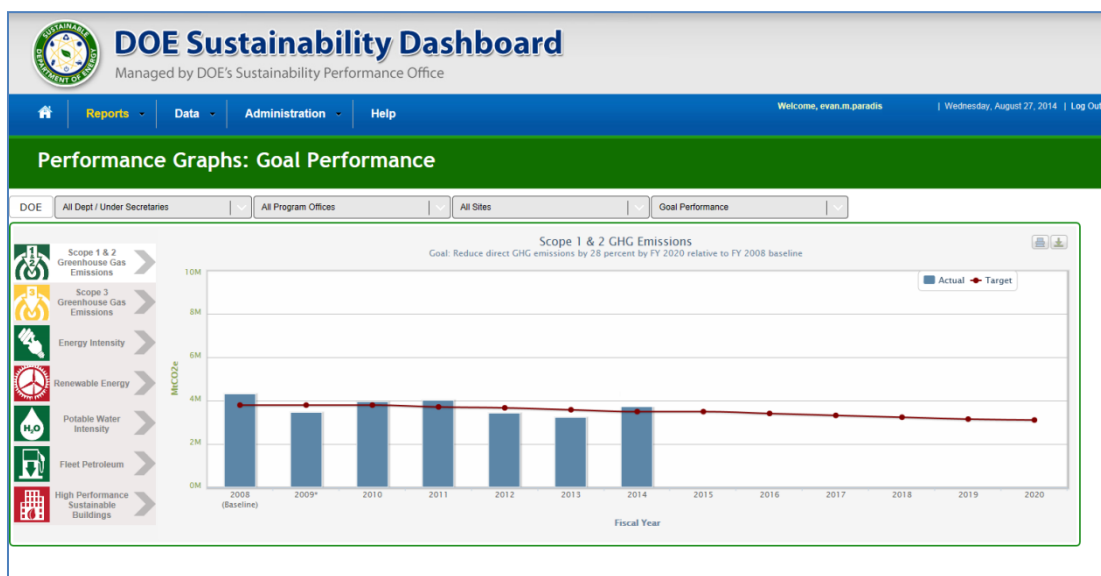 SUSTAINABLE
DEPARTMENT OF ENERGY
DOE Sustainability Dashboard
Managed by DOE's Sustainability Performance Office
Reports
Data
Administration
Help
Welcome, evan.m.paradis | Wednesday, August 27, 2014 | Log Out
Performance Graphs: Goal Performance
DOE
All Dept / Under Secretaries
All Program Offices
All Sites
Goal Performance
Scope 1 & 2 GHG Emissions
Goal: Reduce direct GHG emissions by 28 percent by FY 2020 relative to FY 2008 baseline
Actual
Target
1
2
Scope 1 & 2
Greenhouse Gas
Emissions
3
Scope 3
Greenhouse Gas
Emissions
Energy Intensity
Renewable Energy
H2O
Potable Water
Intensity
Fleet Petroleum
High Performance
Sustainable
Buildings
MtCO2e
10M
8M
6M
4M
2M
0M
2008
(Baseline)
2009*
2010
2011
2012
2013
2014
2015
2016
2017
2018
2019
2020
Fiscal Year